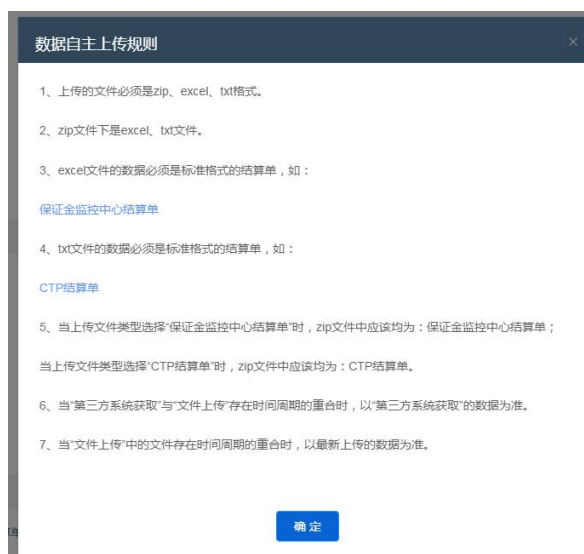 数据自主上传规则
×
1、上传的文件必须是zip、excel、txt格式。
2、zip文件下是excel、txt文件。
3、excel文件的数据必须是标准格式的结算单，如：
保证金监控中心结算单
4、txt文件的数据必须是标准格式的结算单，如：
CTP结算单
5、当上传文件类型选择“保证金监控中心结算单”时，zip文件中应该均为：保证金监控中心结算单；
当上传文件类型选择“CTP结算单”时，zip文件中应该均为：CTP结算单。
6、当“第三方系统获取”与“文件上传”存在时间周期的重合时，以“第三方系统获取”的数据为准。
7、当“文件上传”中的文件存在时间周期的重合时，以最新上传的数据为准。
确定